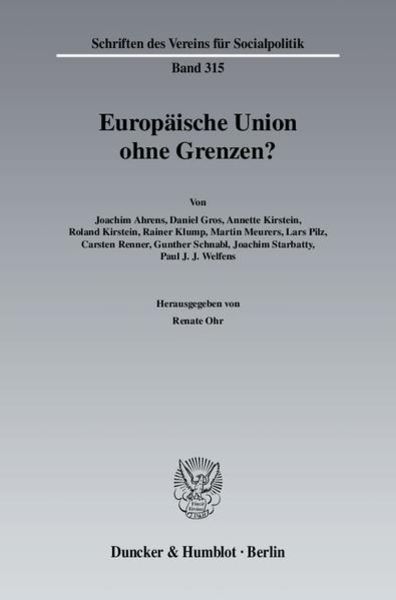 Schriften des Vereins für Socialpolitik
Band 315
Europäische Union
ohne Grenzen?
Von
Joachim Ahrens, Daniel Gros, Annette Kirstein,
Roland Kirstein, Rainer Klump, Martin Meurers, Lars Pilz,
Carsten Renner, Gunther Schnabl, Joachim Starbatty,
Paul J. J. Welfens
Herausgegeben von
Renate Ohr
Duncker & Humblot · Berlin